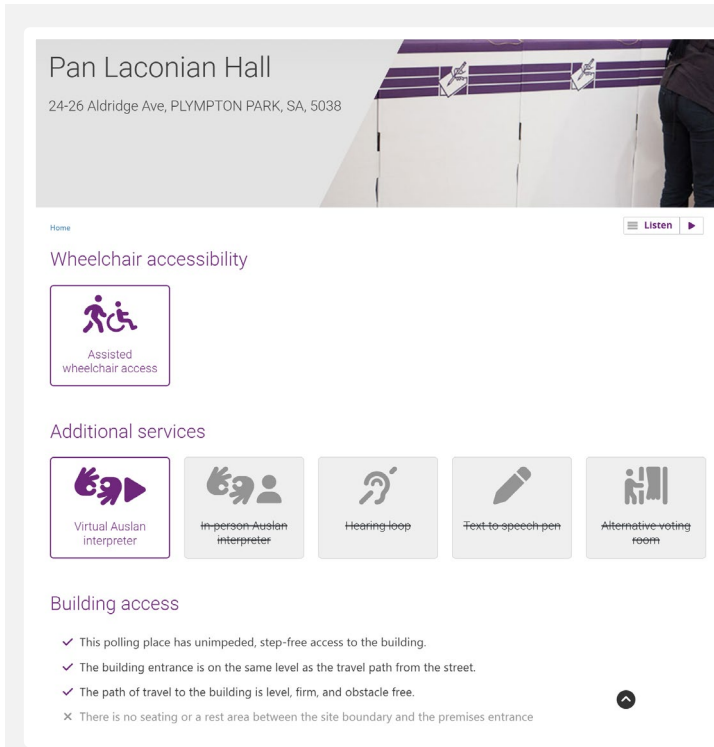 Pan Laconian Hall
24-26 Aldridge Ave, PLYMPTON PARK, SA, 5038
Home
Listen
Wheelchair accessibility
Assisted
wheelchair access
Additional services
Virtual Auslan
interpreter
In-person Auslan
interpreter
Hearing loop
Text to speech pen
Alternative voting
room
Building access
This polling place has unimpeded, step-free access to the building.
The building entrance is on the same level as the travel path from the street.
The path of travel to the building is level, firm, and obstacle free.
There is no seating or a rest area between the site boundary and the premises entrance